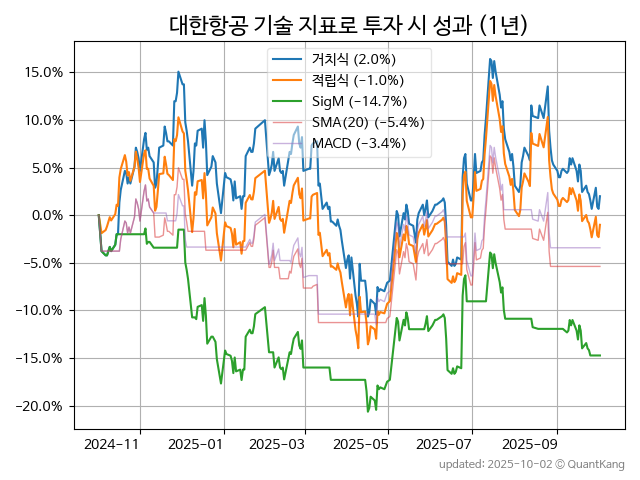 대한항공 기술 지표로 투자 시 성과 (1년)
거치식 (2.0%)
적립식 (−1.0%)
SigM (−14.7%)
SMA(20) (−5.4%)
MACD (−3.4%)
15.0%
10.0%
5.0%
0.0%
−5.0%
−10.0%
−15.0%
−20.0%
2024-11 2025-01 2025-03 2025-05 2025-07 2025-09
updated: 2025-10-02 © QuantKang